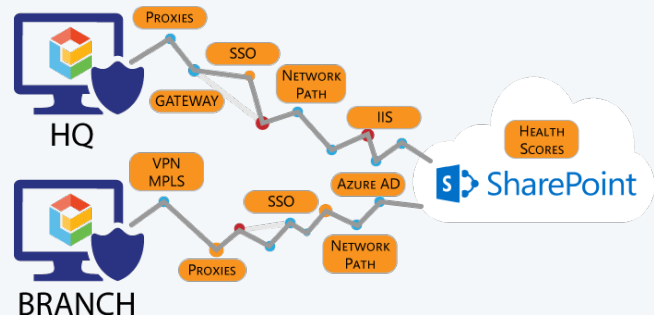 PROXIES
SSO
GATEWAY
NETWORK
PATH
IIS
HQ
HEALTH
SCORES
S
SharePoint
VPN
MPLS
SSO
AZURE AD
NETWORK
PATH
PROXIES
BRANCH